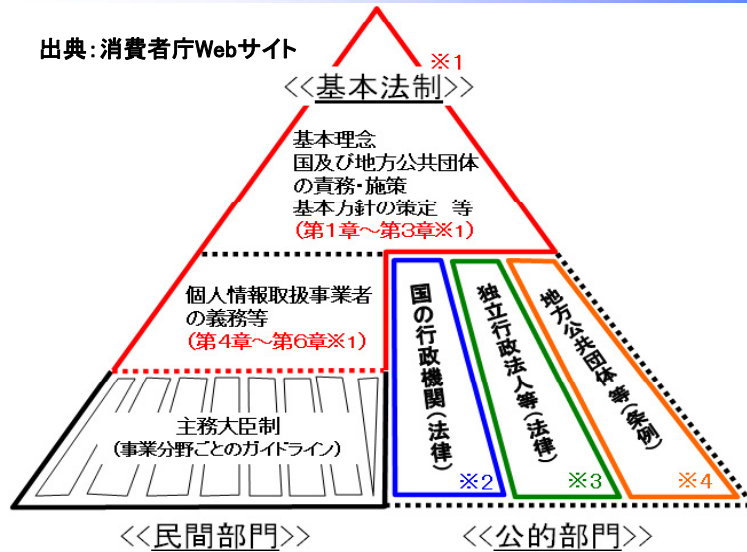 出典：消費者庁Webサイト
※1
<<基本法制>>
基本理念
国及び地方公共団体
の責務・施策
基本方針の策定 等
(第1章～第3章※1)
個人情報取扱事業者
の義務等
(第4章～第6章※1)
主務大臣制
(事業分野ごとのガイドライン)
国の行政機関(法律)
※2
独立行政法人等(法律)
※3
地方公共団体 等(条例)
※4
<<民間部門>>
<<公的部門>>